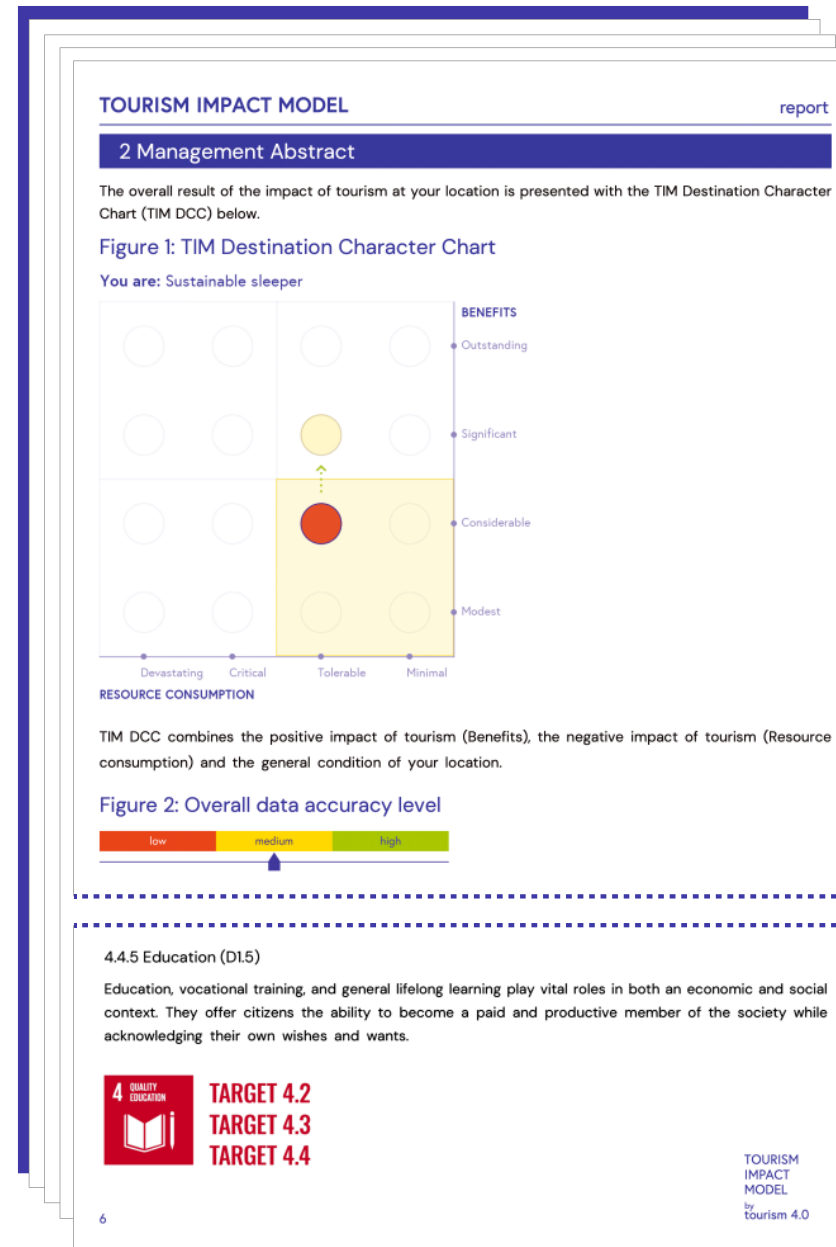 TOURISM IMPACT MODEL
report
2 Management Abstract
The overall result of the impact of tourism at your location is presented with the TIM Destination Character
Chart (TIM DCC) below.
Figure 1: TIM Destination Character Chart
You are: Sustainable sleeper
BENEFITS
Outstanding
Significant
Considerable
Modest
Devastating
Critical
Tolerable
Minimal
RESOURCE CONSUMPTION
TIM DCC combines the positive impact of tourism (Benefits), the negative impact of tourism (Resource
consumption) and the general condition of your location.
Figure 2: Overall data accuracy level
low
medium
high
4.4.5 Education (D1.5)
Education, vocational training, and general lifelong learning play vital roles in both an economic and social
context. They offer citizens the ability to become a paid and productive member of the society while
acknowledging their own wishes and wants.
4 QUALITY
EDUCATION
TARGET 4.2
TARGET 4.3
TARGET 4.4
TOURISM
IMPACT
MODEL
by
tourism 4.0
6